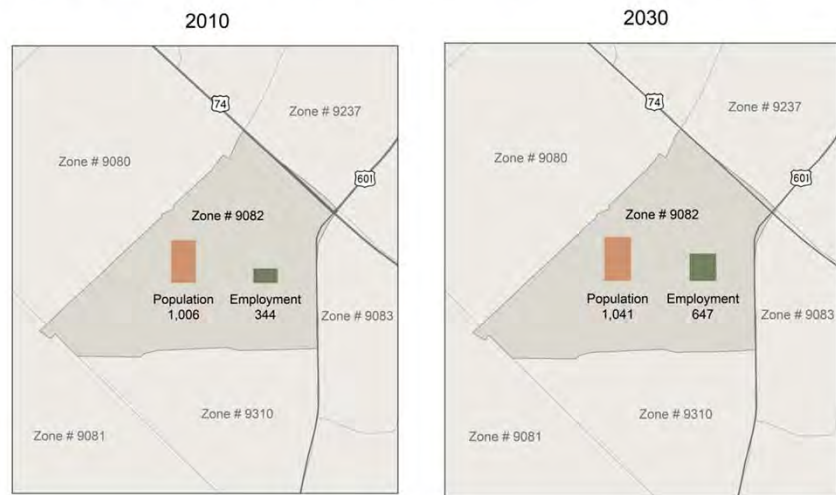 2010
74
Zone # 9237
Zone # 9080
601
Zone # 9082
Population
1,006
Employment
344
Zone # 9083
Zone # 9310
Zone # 9081
2030
74
Zone # 9237
Zone # 9080
601
Zone # 9082
Population
1,041
Employment
647
Zone # 9083
Zone # 9310
Zone # 9081